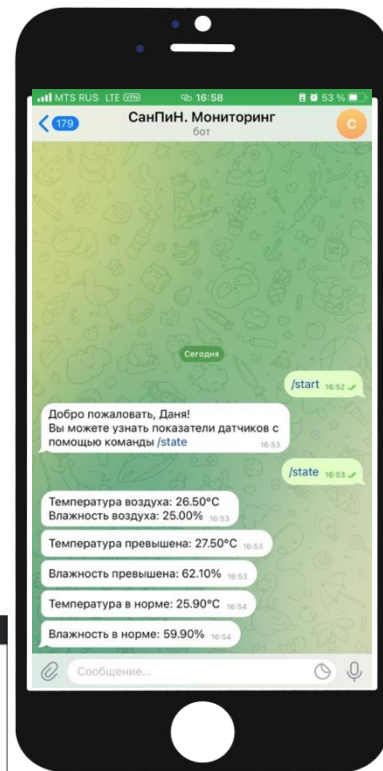 MTS RUS LTE VPN 16:58 53 %
179 СанПиН. Мониторинг С
бот
Сегодня
/start 16:52
Добро пожаловать, Даня!
Вы можете узнать показатели датчиков с
помощью команды /state 16:53
/state 16:53
Температура воздуха: 26.50°C
Влажность воздуха: 25.00% 16:53
Температура превышена: 27.50°C 16:53
Влажность превышена: 62.10% 16:53
Температура в норме: 25.90°C 16:54
Влажность в норме: 59.90% 16:54
Сообщение...